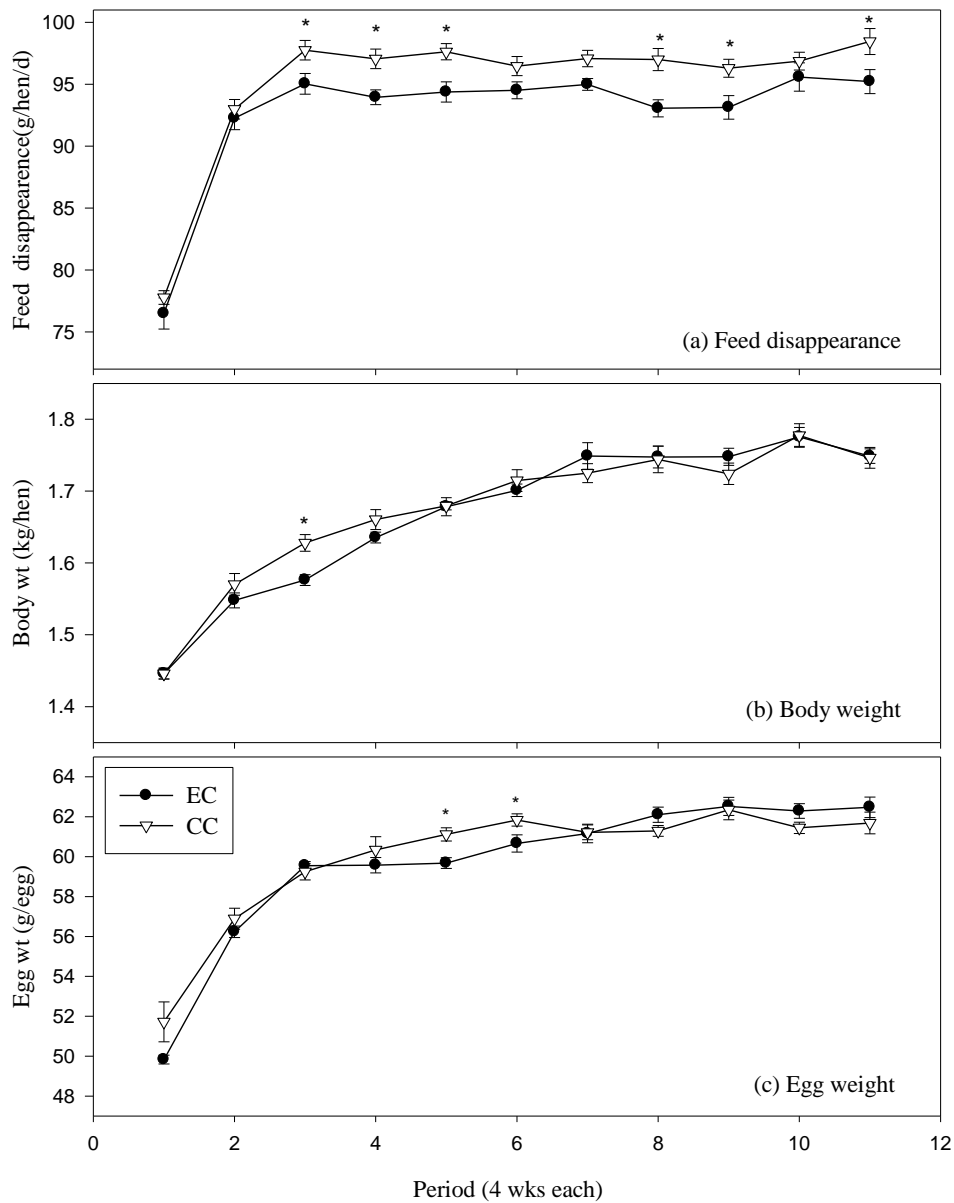 100
95
90
85
80
75
Feed disappearence(g/hen/d)
* * * * * *
(a) Feed disappearance
1.8
1.7
1.6
1.5
1.4
Body wt (kg/hen)
*
(b) Body weight
64
62
60
58
56
54
52
50
48
Egg wt (g/egg)
EC
CC
* *
(c) Egg weight
0 2 4 6 8 10 12
Period (4 wks each)